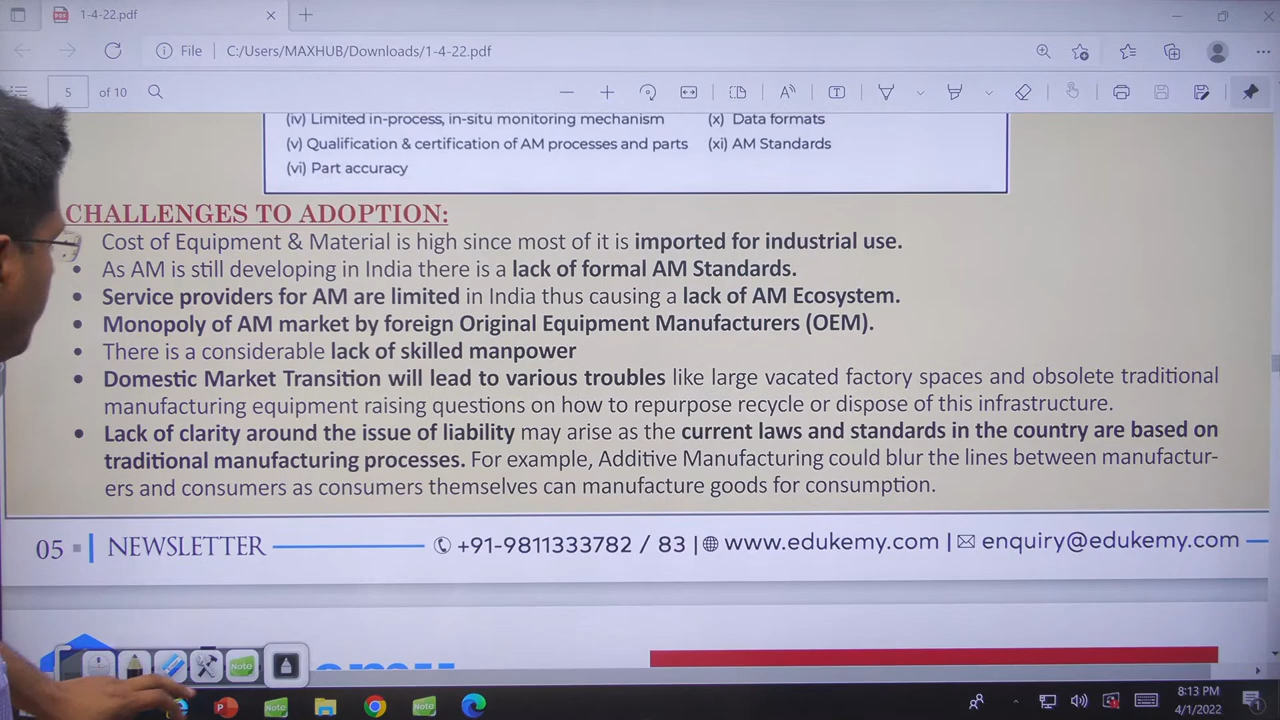 1-4-22.pdf
File C:/Users/MAXHUB/Downloads/1-4-22.pdf
5 of 10
(iv) Limited in-process, in-situ monitoring mechanism (x) Data formats
(v) Qualification & certification of AM processes and parts (xi) AM Standards
(vi) Part accuracy
CHALLENGES TO ADOPTION:
Cost of Equipment & Material is high since most of it is imported for industrial use.
• As AM is still developing in India there is a lack of formal AM Standards.
• Service providers for AM are limited in India thus causing a lack of AM Ecosystem.
• Monopoly of AM market by foreign Original Equipment Manufacturers (OEM).
• There is a considerable lack of skilled manpower
• Domestic Market Transition will lead to various troubles like large vacated factory spaces and obsolete traditional
manufacturing equipment raising questions on how to repurpose recycle or dispose of this infrastructure.
• Lack of clarity around the issue of liability may arise as the current laws and standards in the country are based on
traditional manufacturing processes. For example, Additive Manufacturing could blur the lines between manufactur-
ers and consumers as consumers themselves can manufacture goods for consumption.
05 NEWSLETTER +91-9811333782 / 83 | www.edukemy.com | enquiry@edukemy.com
Note
Note Note
8:13 PM
4/1/2022
1